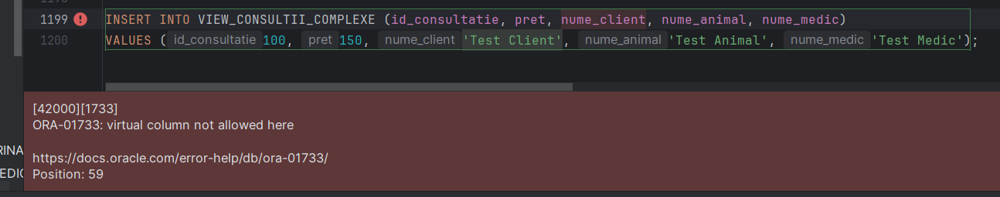 1199 INSERT INTO VIEW_CONSULTII_COMPLEXE (id_consultatie, pret, nume_client, nume_animal, nume_medic)
1200 VALUES ( id_consultatie 100, pret 150, nume_client 'Test Client', nume_animal 'Test Animal', nume_medic 'Test Medic');
[42000][1733]
ORA-01733: virtual column not allowed here
RINA
https://docs.oracle.com/error-help/db/ora-01733/
EDIC
Position: 59